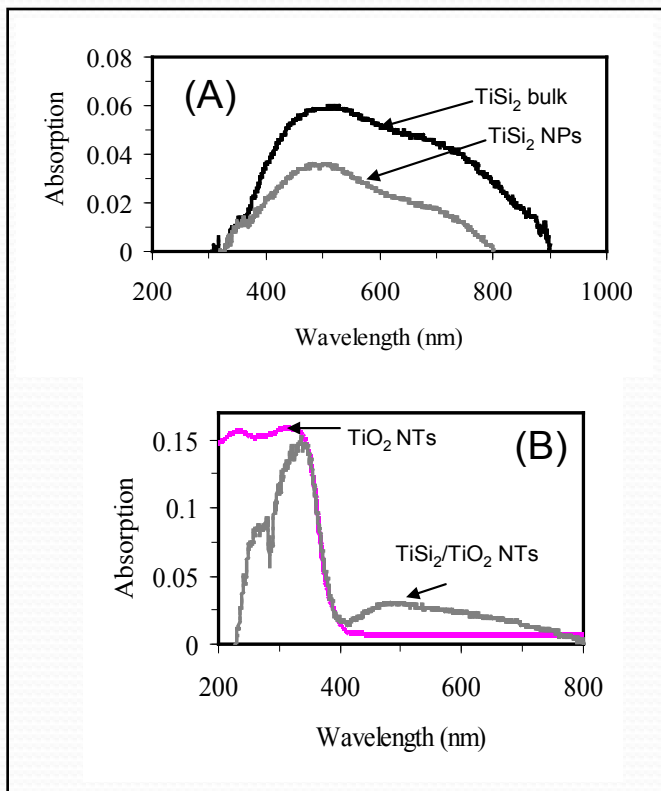 (A)
0.08
0.06
0.04
0.02
0
Absorption
TiSi₂ bulk
TiSi₂ NPs
200 400 600 800 1000
Wavelength (nm)
(B)
0.15
0.1
0.05
0
Absorption
TiO₂ NTs
TiSi₂/TiO₂ NTs
200 400 600 800
Wavelength (nm)